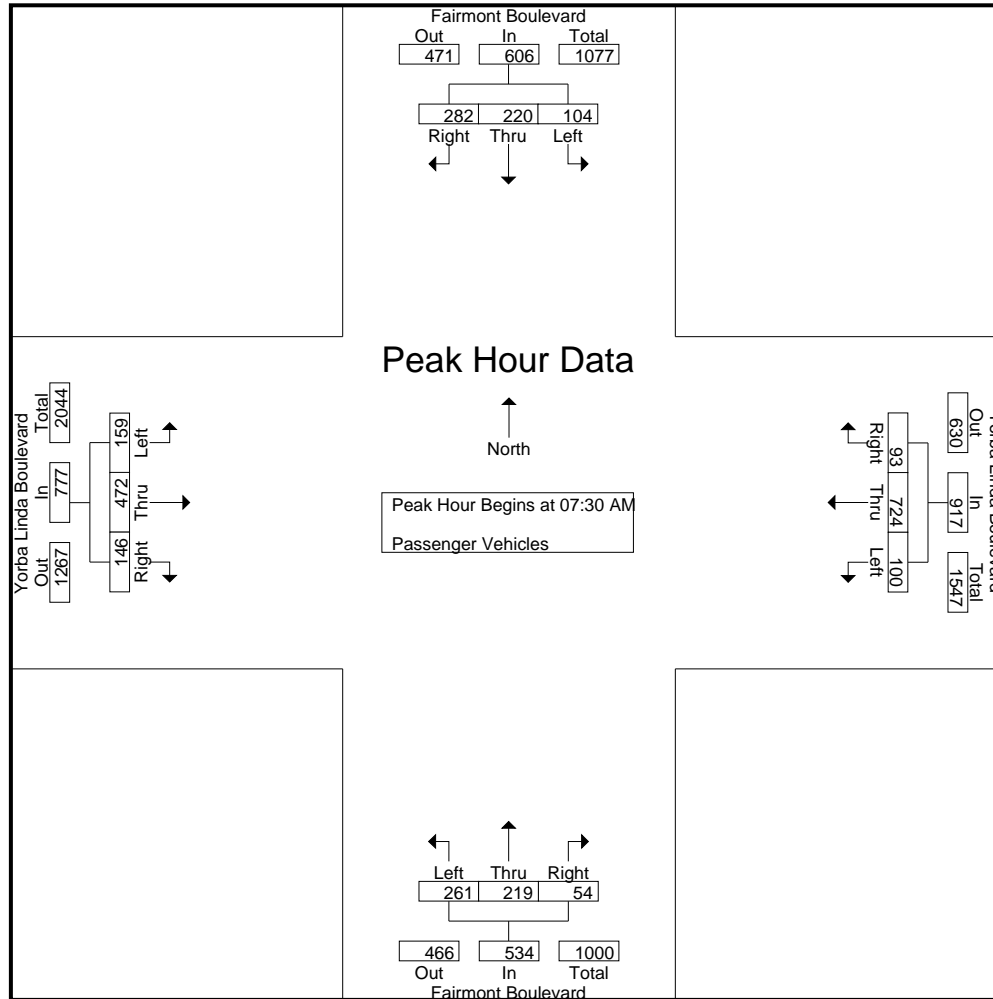 Fairmont Boulevard
Out In Total
471 606 1077
282 220 104
Right Thru Left
Peak Hour Data
North
Peak Hour Begins at 07:30 AM
Passenger Vehicles
Yorba Linda Boulevard
Out In Total
1267 777 2044
Right Thru Left
146 472 159
Out In Total
630 917 1547
Right Thru Left
93 724 100
Left Thru Right
261 219 54
466 534 1000
Out In Total
Fairmont Boulevard